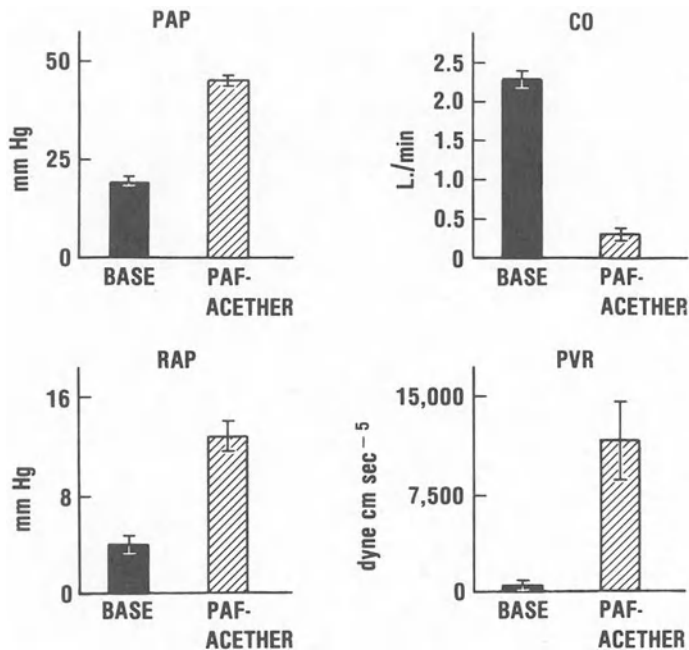 PAP
50
25
0
mm Hg
BASE
PAF-
ACETHER
CO
2.5
2.0
1.5
1.0
0.5
0
L./min
BASE
PAF-
ACETHER
RAP
16
8
0
mm Hg
BASE
PAF-
ACETHER
PVR
15,000
7,500
0
dyne cm sec⁻⁵
BASE
PAF-
ACETHER